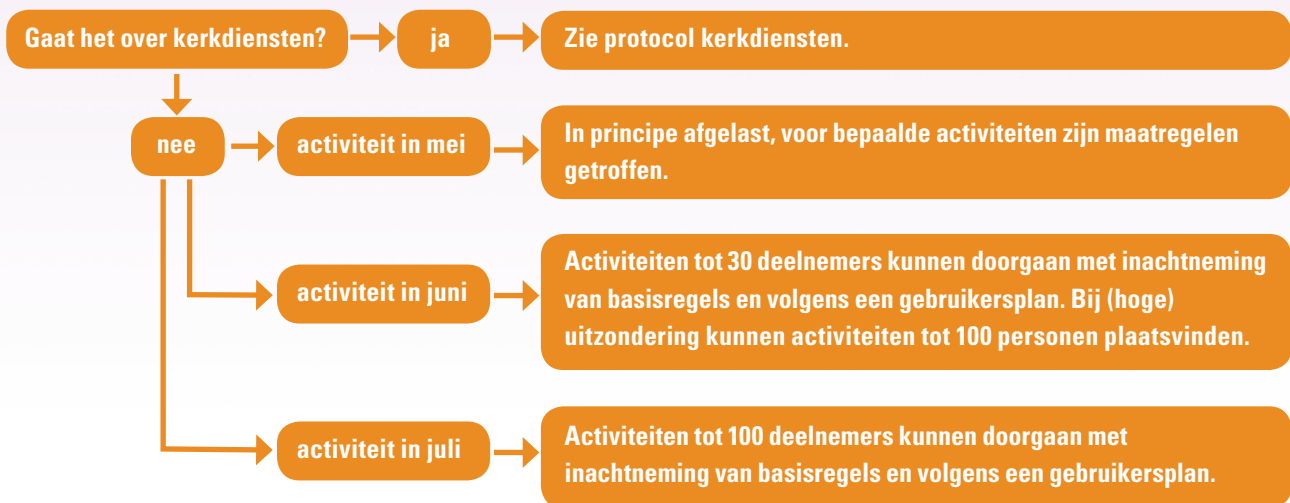 Gaat het over kerkdiensten?
ja
Zie protocol kerkdiensten.
nee
activiteit in mei
In principe afgelast, voor bepaalde activiteiten zijn maatregelen
getroffen.
activiteit in juni
Activiteiten tot 30 deelnemers kunnen doorgaan met inachtneming
van basisregels en volgens een gebruikersplan. Bij (hoge)
uitzondering kunnen activiteiten tot 100 personen plaatsvinden.
activiteit in juli
Activiteiten tot 100 deelnemers kunnen doorgaan met
inachtneming van basisregels en volgens een gebruikersplan.